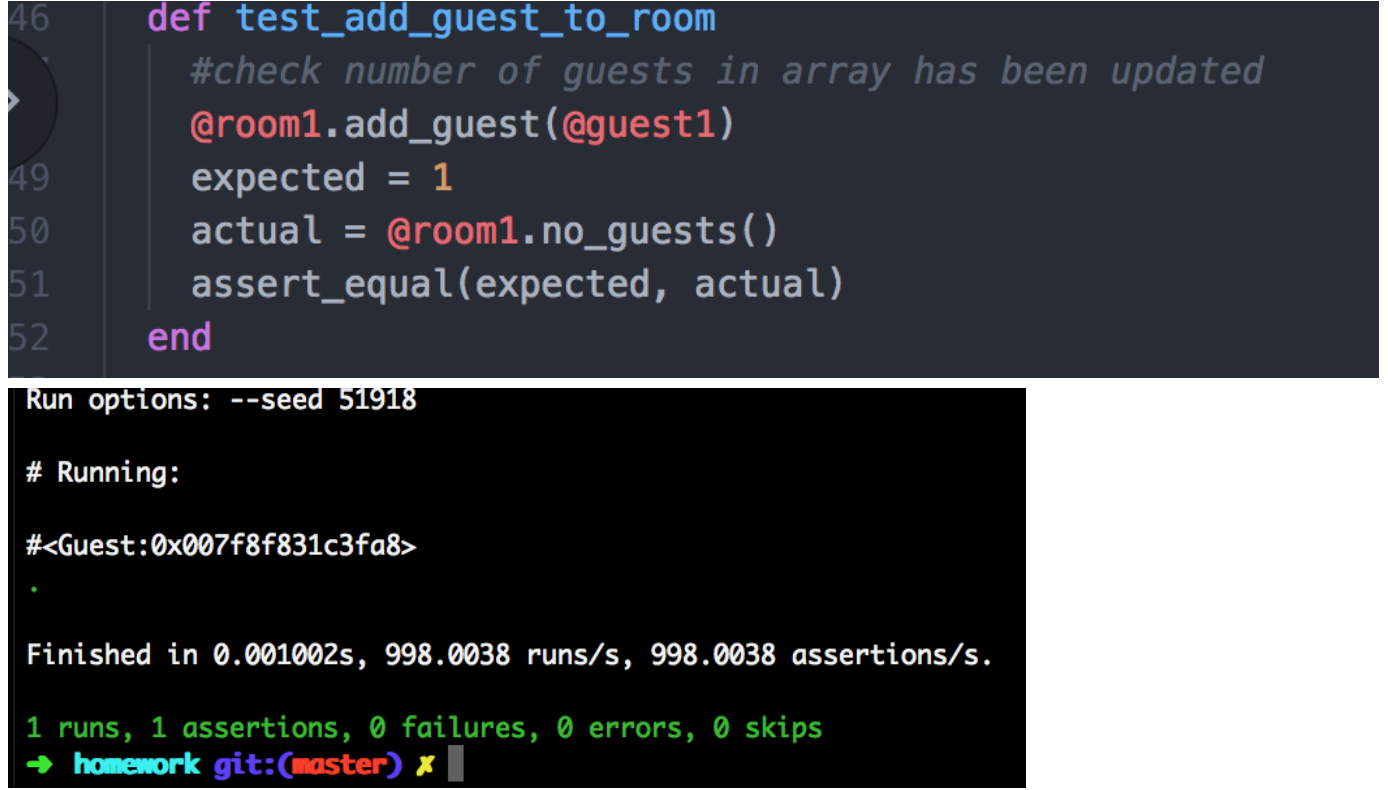 46 def test_add_guest_to_room
#check number of guests in array has been updated
@room1.add_guest(@guest1)
49 expected = 1
50 actual = @room1.no_guests()
51 assert_equal(expected, actual)
52 end
Run options: --seed 51918
# Running:
#<Guest:0x007f8f831c3fa8>
.
Finished in 0.001002s, 998.0038 runs/s, 998.0038 assertions/s.
1 runs, 1 assertions, 0 failures, 0 errors, 0 skips
➜ homework git:(master) ✗